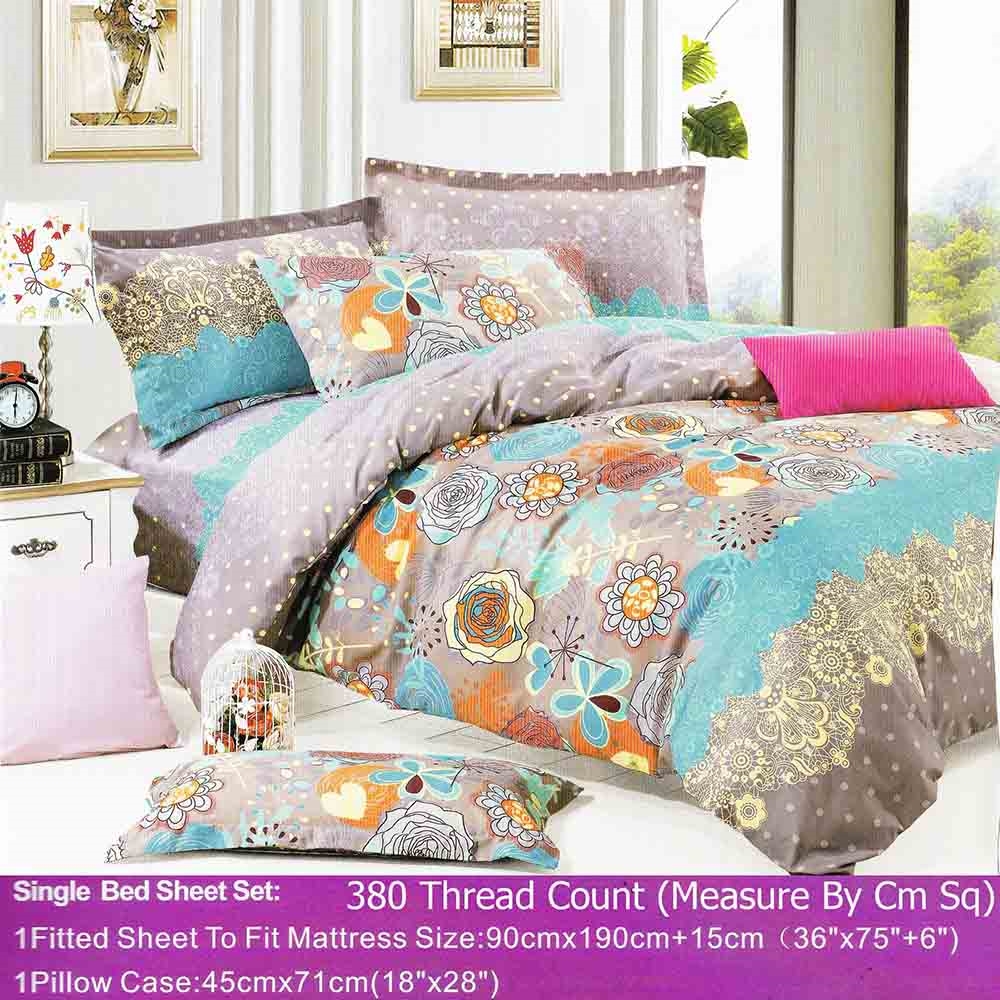 Single Bed Sheet Set: 380 Thread Count (Measure By Cm Sq)
1Fitted Sheet To Fit Mattress Size:90cmx190cm+15cm（36"x75"+6")
1Pillow Case:45cmx71cm(18"x28")